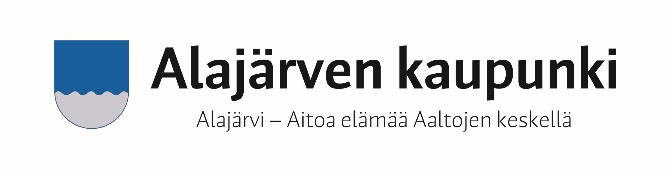 Alajärven kaupunki
Alajärvi – Aitoa elämää Aaltojen keskellä